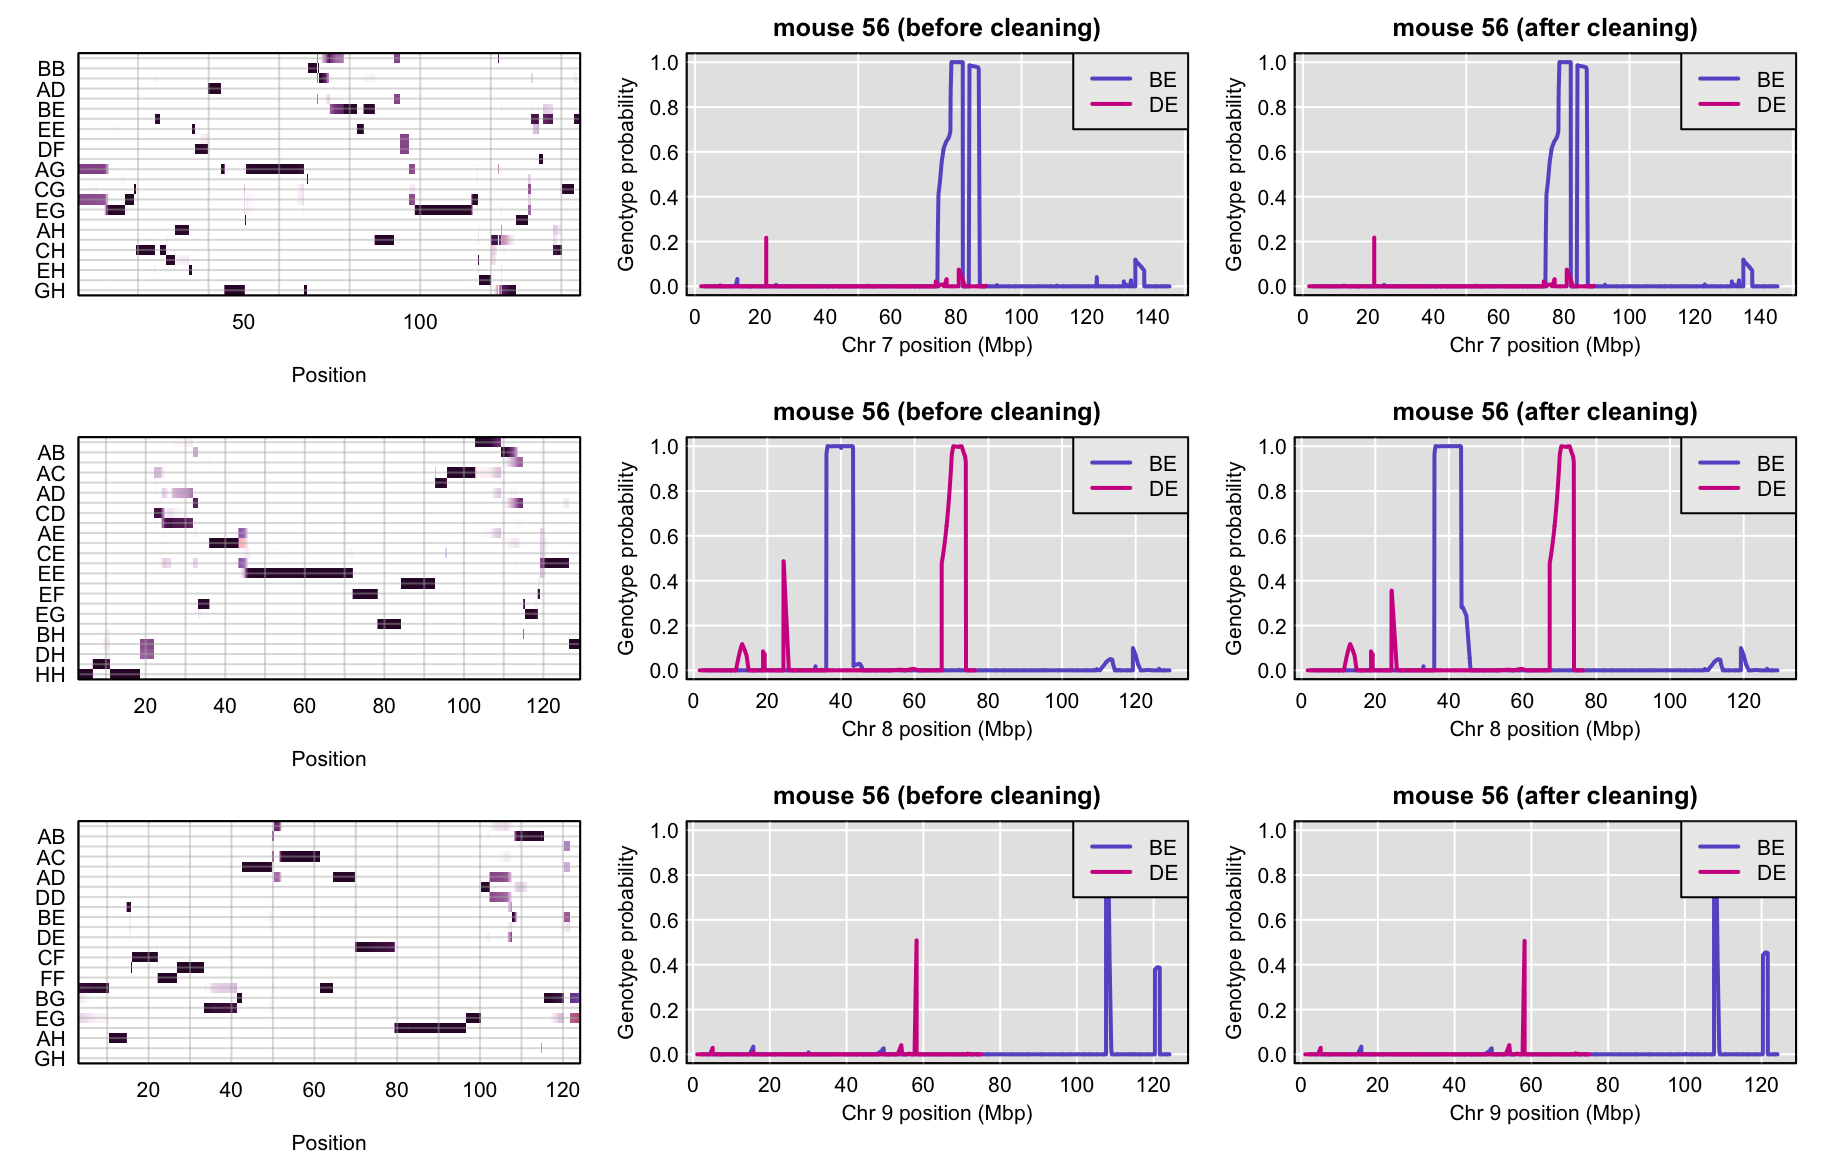 mouse 56 (before cleaning)
mouse 56 (after cleaning)
BB
AD
BE
EE
DF
AG
CG
EG
AH
CH
EH
GH
50 100
Position
Genotype probability
1.0
0.8
0.6
0.4
0.2
0.0
BE
DE
0 20 40 60 80 100 120 140
Chr 7 position (Mbp)
Genotype probability
1.0
0.8
0.6
0.4
0.2
0.0
BE
DE
0 20 40 60 80 100 120 140
Chr 7 position (Mbp)
mouse 56 (before cleaning)
mouse 56 (after cleaning)
AB
AC
AD
CD
AE
CE
EE
EF
EG
BH
DH
HH
20 40 60 80 100 120
Position
Genotype probability
1.0
0.8
0.6
0.4
0.2
0.0
BE
DE
0 20 40 60 80 100 120
Chr 8 position (Mbp)
Genotype probability
1.0
0.8
0.6
0.4
0.2
0.0
BE
DE
0 20 40 60 80 100 120
Chr 8 position (Mbp)
mouse 56 (before cleaning)
mouse 56 (after cleaning)
AB
AC
AD
DD
BE
DE
CF
FF
BG
EG
AH
GH
20 40 60 80 100 120
Position
Genotype probability
1.0
0.8
0.6
0.4
0.2
0.0
BE
DE
0 20 40 60 80 100 120
Chr 9 position (Mbp)
Genotype probability
1.0
0.8
0.6
0.4
0.2
0.0
BE
DE
0 20 40 60 80 100 120
Chr 9 position (Mbp)